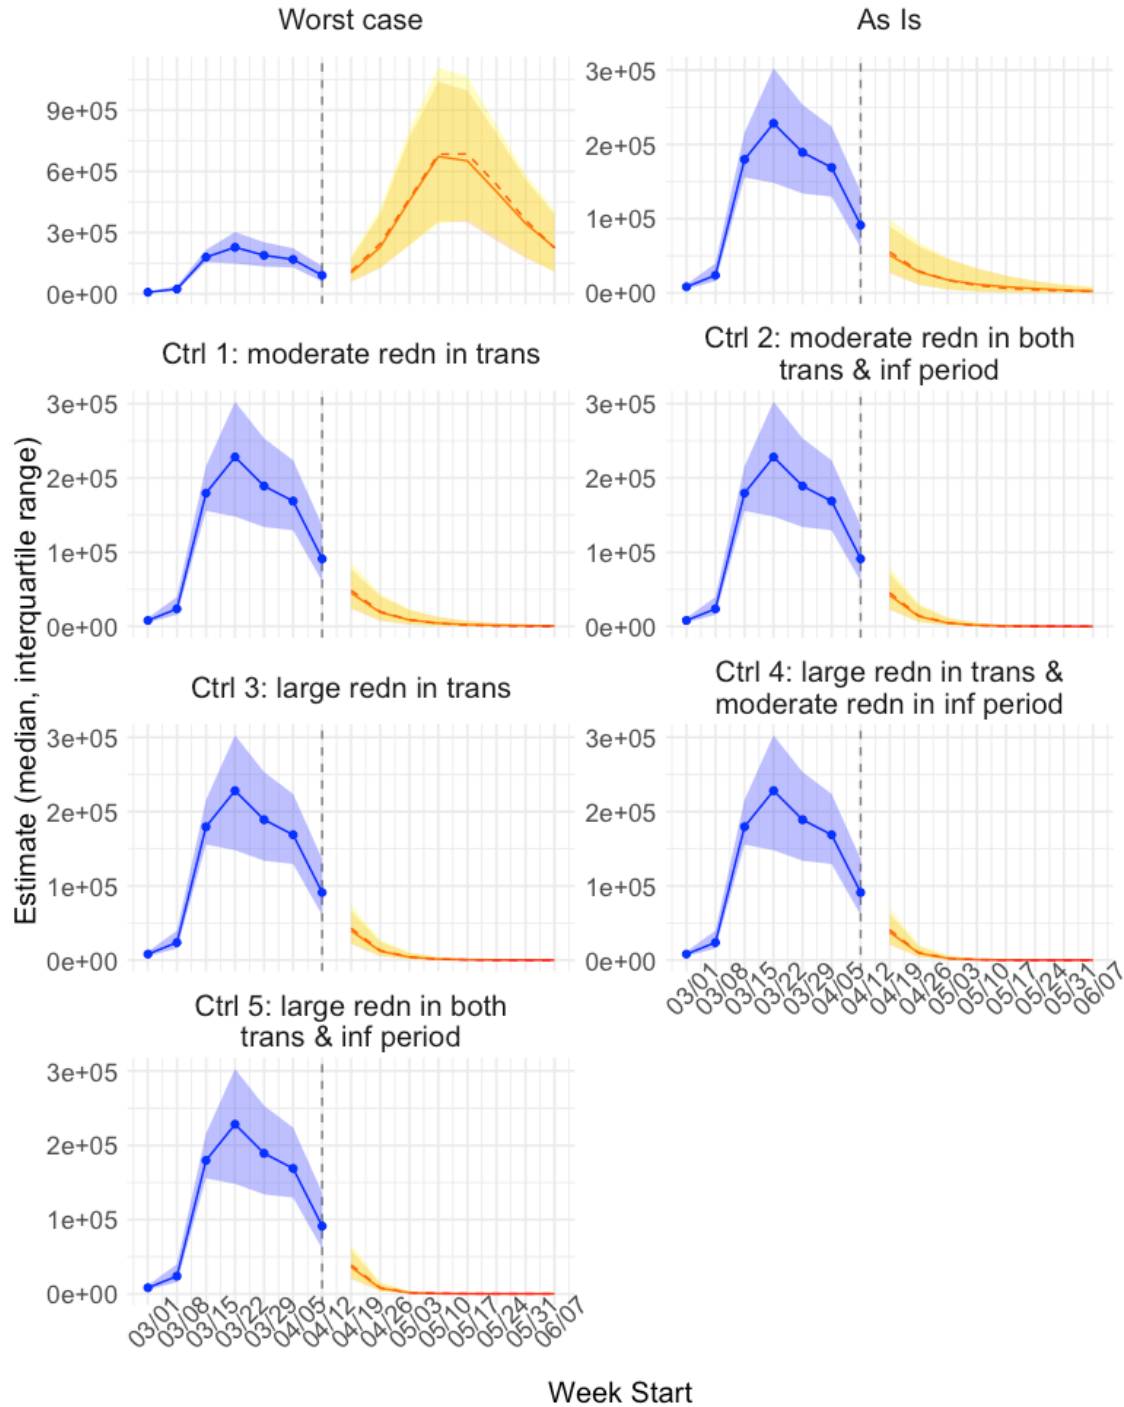 Worst case
As Is
9e+05
6e+05
3e+05
0e+00
3e+05
2e+05
1e+05
0e+00
Ctrl 1: moderate redn in trans
Ctrl 2: moderate redn in both
trans & inf period
3e+05
2e+05
1e+05
0e+00
3e+05
2e+05
1e+05
0e+00
Ctrl 3: large redn in trans
Ctrl 4: large redn in trans &
moderate redn in inf period
3e+05
2e+05
1e+05
0e+00
3e+05
2e+05
1e+05
0e+00
03/01
03/08
03/15
03/22
03/29
04/05
04/12
04/19
04/26
05/03
05/10
05/17
05/24
05/31
06/07
Ctrl 5: large redn in both
trans & inf period
3e+05
2e+05
1e+05
0e+00
03/01
03/08
03/15
03/22
03/29
04/05
04/12
04/19
04/26
05/03
05/10
05/17
05/24
05/31
06/07
Estimate (median, interquartile range)
Week Start